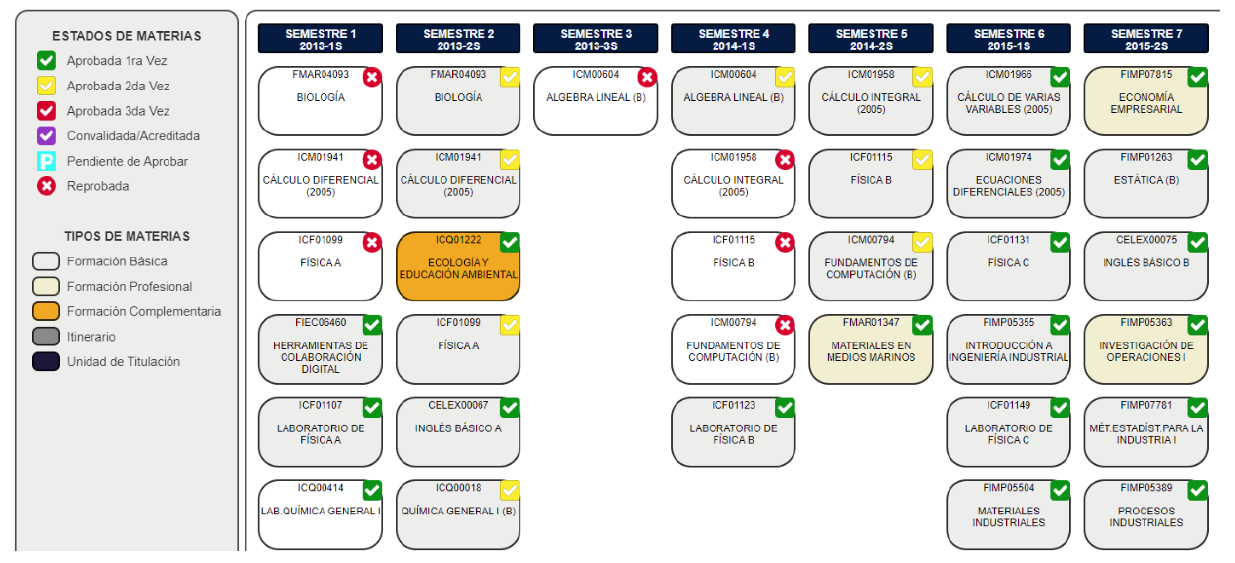 ESTADOS DE MATERIAS
Aprobada 1ra Vez
Aprobada 2da Vez
Aprobada 3da Vez
Convalidada/Acreditada
P Pendiente de Aprobar
Reprobada
TIPOS DE MATERIAS
Formación Básica
Formación Profesional
Formación Complementaria
Itinerario
Unidad de Titulación
SEMESTRE 1
2013-1S
FMAR04093
BIOLOGÍA
ICM01941
CÁLCULO DIFERENCIAL
(2005)
ICF01099
FÍSICA A
FIEC06460
HERRAMIENTAS DE
COLABORACIÓN
DIGITAL
ICF01107
LABORATORIO DE
FÍSICA A
ICQ00414
LAB.QUÍMICA GENERAL I
SEMESTRE 2
2013-2S
FMAR04093
BIOLOGÍA
ICM01941
CÁLCULO DIFERENCIAL
(2005)
ICQ01222
ECOLOGÍA Y
EDUCACIÓN AMBIENTAL
ICF01099
FÍSICA A
CELEX00067
INGLÉS BÁSICO A
ICQ00018
QUÍMICA GENERAL I (B)
SEMESTRE 3
2013-3S
ICM00604
ALGEBRA LINEAL (B)
SEMESTRE 4
2014-1S
ICM00604
ALGEBRA LINEAL (B)
ICM01958
CÁLCULO INTEGRAL
(2005)
ICF01115
FÍSICA B
ICM00794
FUNDAMENTOS DE
COMPUTACIÓN (B)
ICF01123
LABORATORIO DE
FÍSICA B
SEMESTRE 5
2014-2S
ICM01958
CÁLCULO INTEGRAL
(2005)
ICF01115
FÍSICA B
ICM00794
FUNDAMENTOS DE
COMPUTACIÓN (B)
FMAR01347
MATERIALES EN
MEDIOS MARINOS
SEMESTRE 6
2015-1S
ICM01966
CÁLCULO DE VARIAS
VARIABLES (2005)
ICM01974
ECUACIONES
DIFERENCIALES (2005)
ICF01131
FÍSICA C
FIMP05355
INTRODUCCIÓN A
INGENIERÍA INDUSTRIAL
ICF01149
LABORATORIO DE
FÍSICA C
FIMP05504
MATERIALES
INDUSTRIALES
SEMESTRE 7
2015-2S
FIMP07815
ECONOMÍA
EMPRESARIAL
FIMP01263
ESTÁTICA (B)
CELEX00075
INGLÉS BÁSICO B
FIMP05363
INVESTIGACIÓN DE
OPERACIONES I
FIMP07781
MÉT.ESTADÍST.PARA LA
INDUSTRIA I
FIMP05389
PROCESOS
INDUSTRIALES